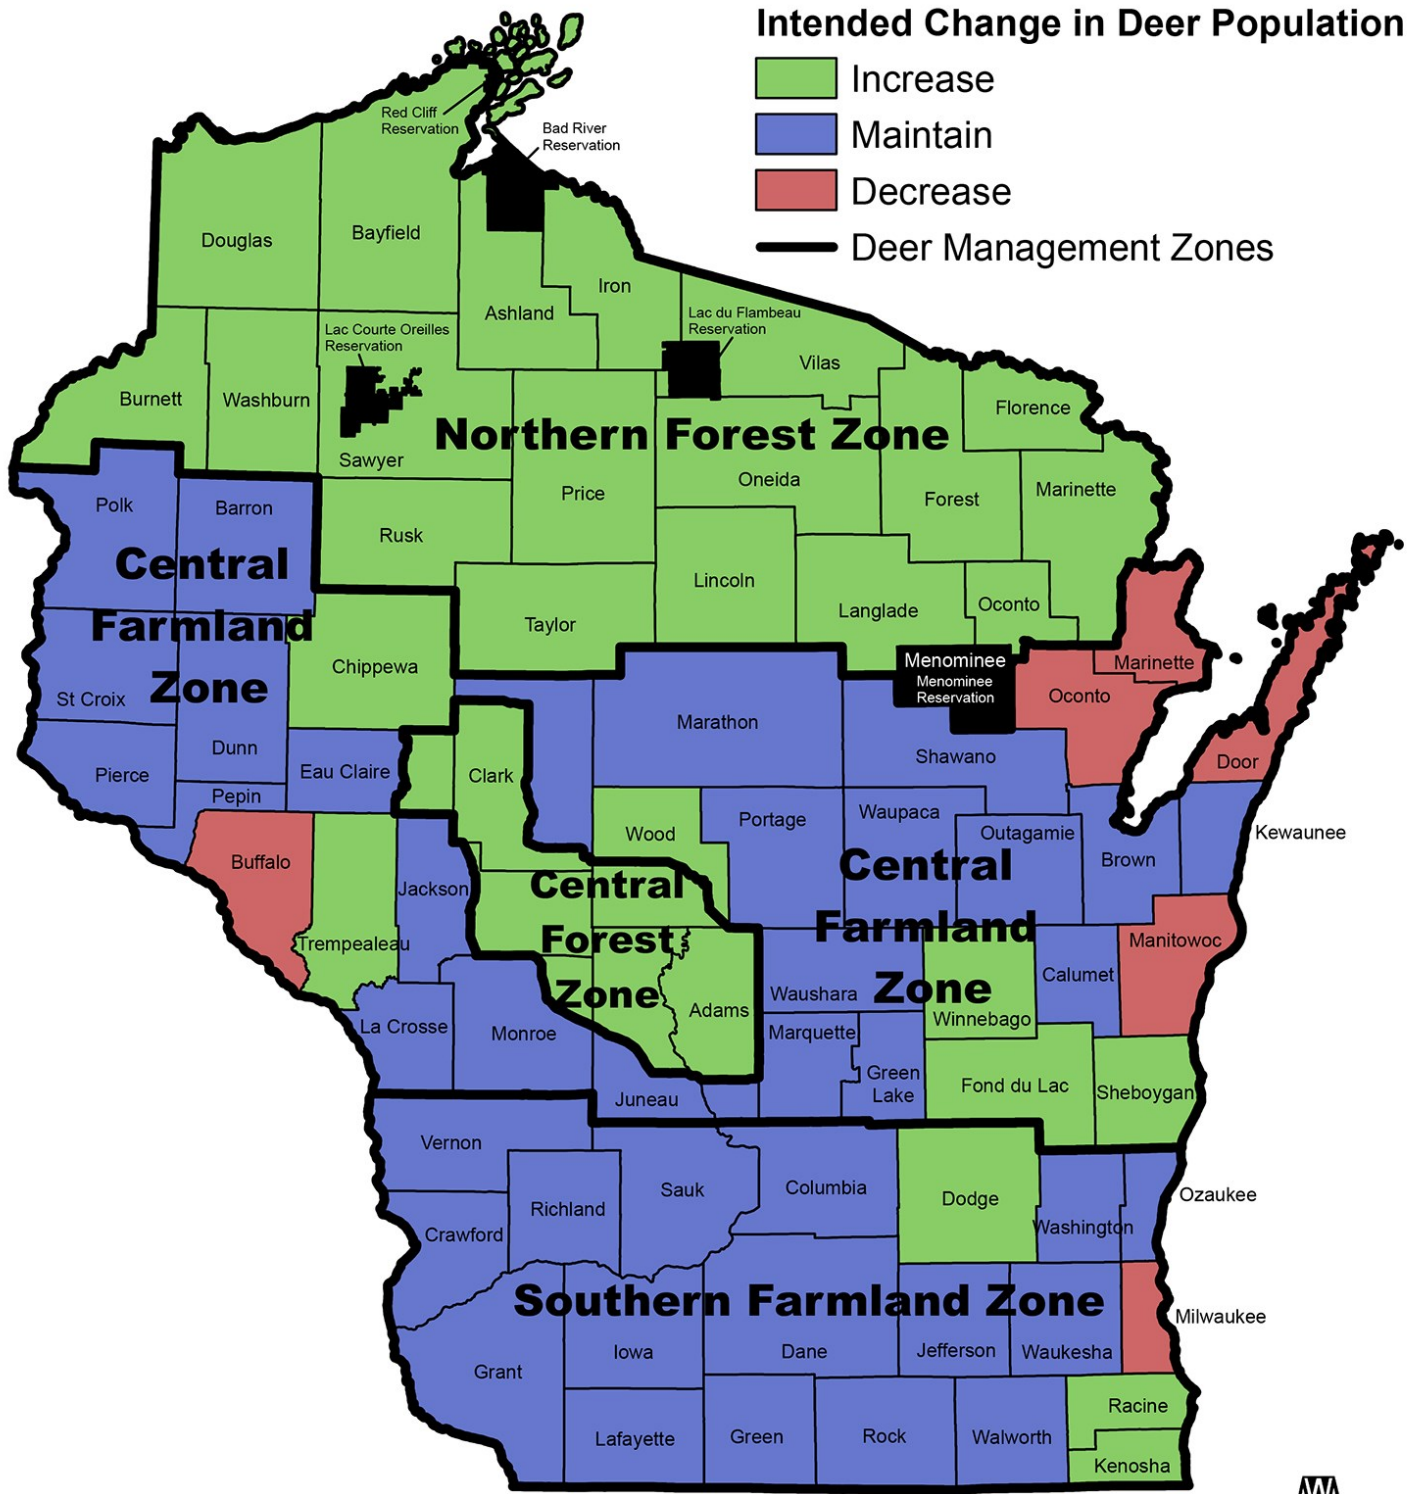 Intended Change in Deer Population
Increase
Maintain
Decrease
Deer Management Zones
Red Cliff
Reservation
Bad River
Reservation
Douglas
Bayfield
Iron
Ashland
Lac du Flambeau
Reservation
Lac Courte Oreilles
Reservation
Vilas
Burnett
Washburn
Florence
Northern Forest Zone
Sawyer
Oneida
Price
Forest
Marinette
Polk
Barron
Rusk
Central
Farmland
Zone
Lincoln
Langlade
Oconto
Taylor
Chippewa
Menominee
Menominee
Reservation
Marinette
Oconto
St Croix
Marathon
Dunn
Shawano
Door
Pierce
Eau Claire
Clark
Pepin
Wood
Portage
Waupaca
Outagamie
Kewaunee
Brown
Buffalo
Jackson
Central
Forest
Zone
Central
Farmland
Zone
Trempealeau
Manitowoc
Calumet
Waushara
Adams
Winnebago
La Crosse
Monroe
Marquette
Green
Lake
Fond du Lac
Sheboygan
Juneau
Vernon
Richland
Sauk
Columbia
Dodge
Ozaukee
Washington
Crawford
Southern Farmland Zone
Milwaukee
Grant
Iowa
Dane
Jefferson
Waukesha
Racine
Lafayette
Green
Rock
Walworth
Kenosha